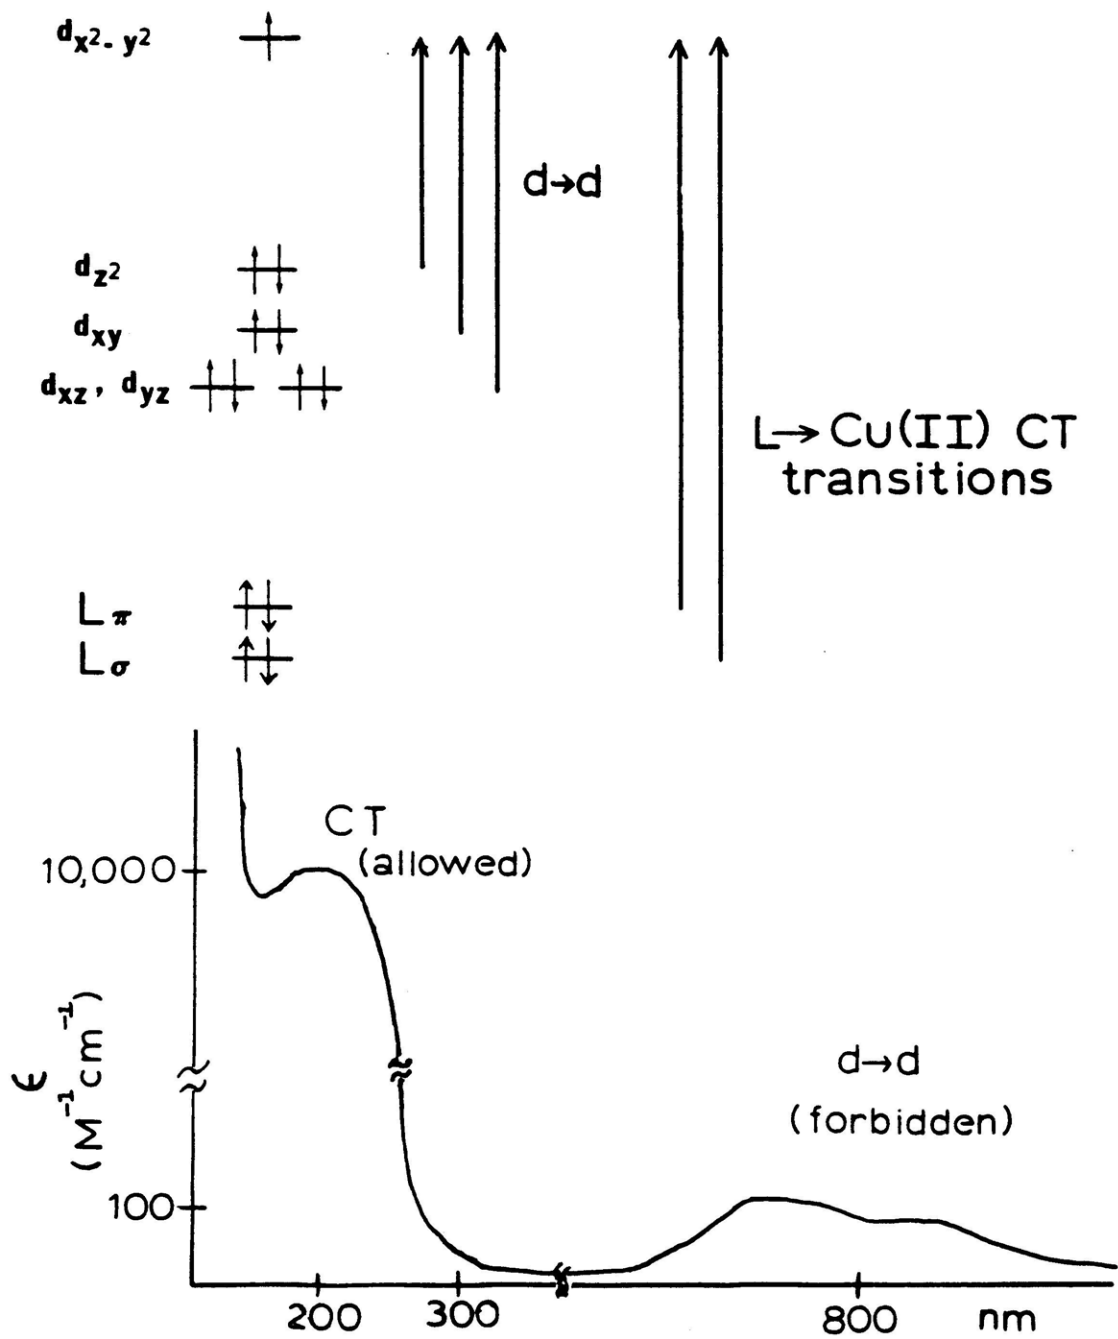 dx²-y²
d→d
dz²
dxy
dxz, dyz
L→Cu(II) CT
transitions
Lπ
Lσ
CT
(allowed)
10,000
ϵ
(M⁻¹cm⁻¹)
d→d
(forbidden)
100
200 300 800 nm